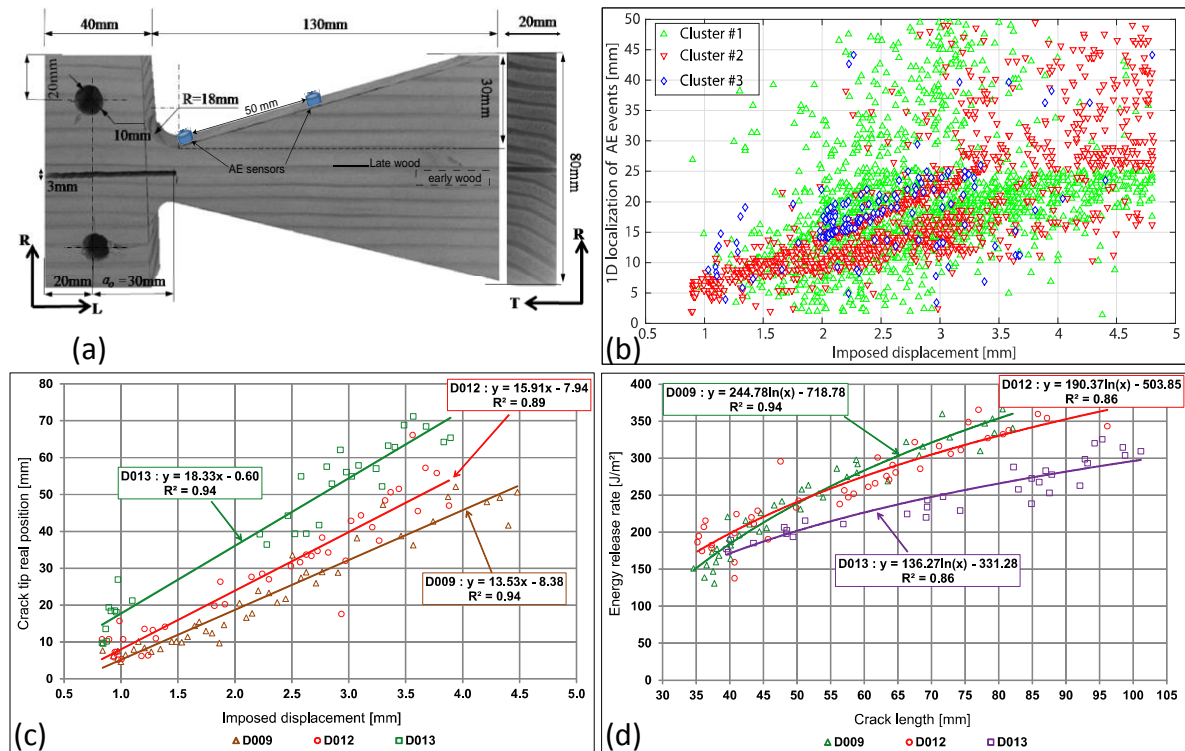 40mm
130mm
20mm
20mm
R=18mm
50 mm
30mm
10mm
AE sensors
Late wood
early wood
80mm
3mm
R
R
20mm
aₒ =30mm
L
T
(a)
1D localization of AE events [mm]
50
45
40
35
30
25
20
15
10
5
0
Cluster #1
Cluster #2
Cluster #3
0.5
1
1.5
2
2.5
3
3.5
4
4.5
5
Imposed displacement [mm]
(b)
Crack tip real position [mm]
80
70
60
50
40
30
20
10
0
D012 : y = 15.91x - 7.94
R² = 0.89
D013 : y = 18.33x - 0.60
R² = 0.94
D009 : y = 13.53x - 8.38
R² = 0.94
0.5
1.0
1.5
2.0
2.5
3.0
3.5
4.0
4.5
5.0
Imposed displacement [mm]
D009
D012
D013
(c)
Energy release rate [J/m²]
400
350
300
250
200
150
100
50
0
D009 : y = 244.78ln(x) - 718.78
R² = 0.94
D012 : y = 190.37ln(x) - 503.85
R² = 0.86
D013 : y = 136.27ln(x) - 331.28
R² = 0.86
30
35
40
45
50
55
60
65
70
75
80
85
90
95
100
105
Crack length [mm]
D009
D012
D013
(d)